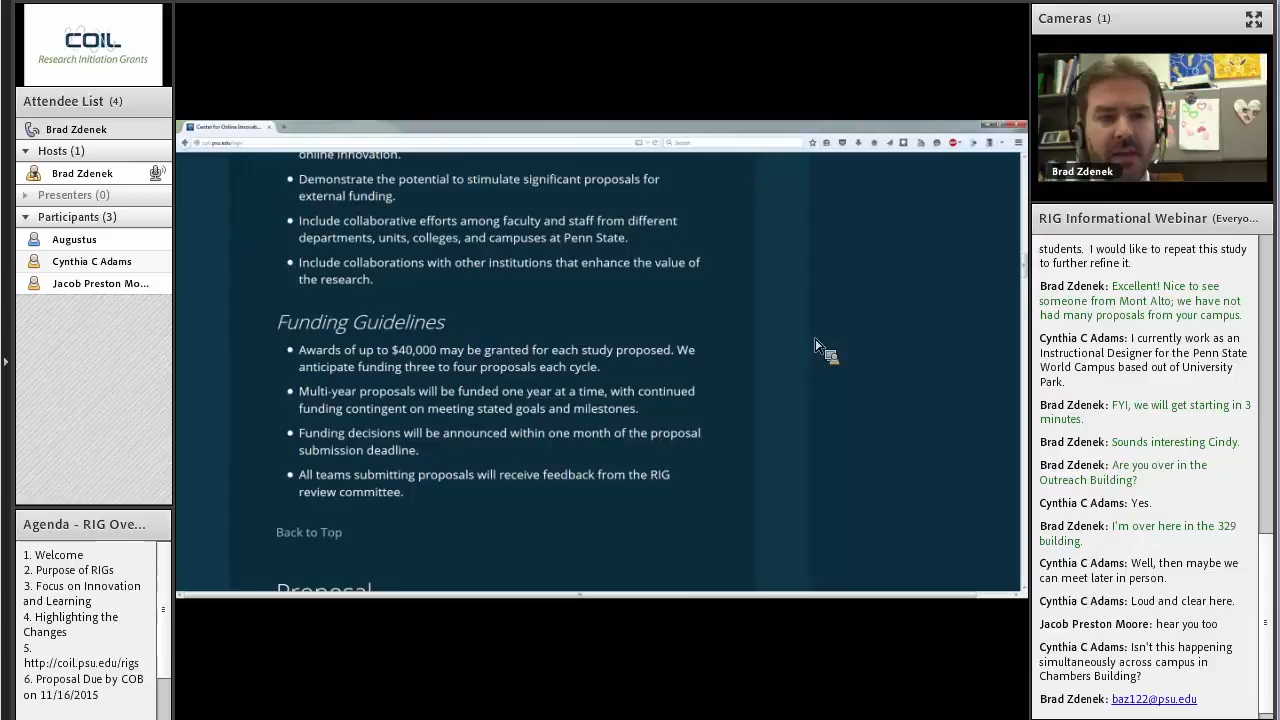 COIL
Research Initiation Grants
Attendee List (4)
Brad Zdenek
Hosts (1)
Brad Zdenek
Presenters (0)
Participants (3)
Augustus
Cynthia C Adams
Jacob Preston Mo...
Agenda - RIG Ove...
1. Welcome
2. Purpose of RIGs
3. Focus on Innovation
and Learning
4. Highlighting the
Changes
5.
http://coil.psu.edu/rigs
6. Proposal Due by COB
on 11/16/2015
Center for Online Innovati...
coil.psu.edu/rigs
Search
online innovation.
Demonstrate the potential to stimulate significant proposals for
external funding.
Include collaborative efforts among faculty and staff from different
departments, units, colleges, and campuses at Penn State.
Include collaborations with other institutions that enhance the value of
the research.
Funding Guidelines
Awards of up to $40,000 may be granted for each study proposed. We
anticipate funding three to four proposals each cycle.
Multi-year proposals will be funded one year at a time, with continued
funding contingent on meeting stated goals and milestones.
Funding decisions will be announced within one month of the proposal
submission deadline.
All teams submitting proposals will receive feedback from the RIG
review committee.
Back to Top
Proposal
Cameras (1)
Brad Zdenek
RIG Informational Webinar (Everyo...
students. I would like to repeat this study
to further refine it.
Brad Zdenek: Excellent! Nice to see
someone from Mont Alto; we have not
had many proposals from your campus.
Cynthia C Adams: I currently work as an
Instructional Designer for the Penn State
World Campus based out of University
Park.
Brad Zdenek: FYI, we will get starting in 3
minutes.
Brad Zdenek: Sounds interesting Cindy.
Brad Zdenek: Are you over in the
Outreach Building?
Cynthia C Adams: Yes.
Brad Zdenek: I'm over here in the 329
building.
Cynthia C Adams: Well, then maybe we
can meet later in person.
Cynthia C Adams: Loud and clear here.
Jacob Preston Moore: hear you too
Cynthia C Adams: Isn't this happening
simultaneously across campus in
Chambers Building?
Brad Zdenek: baz122@psu.edu